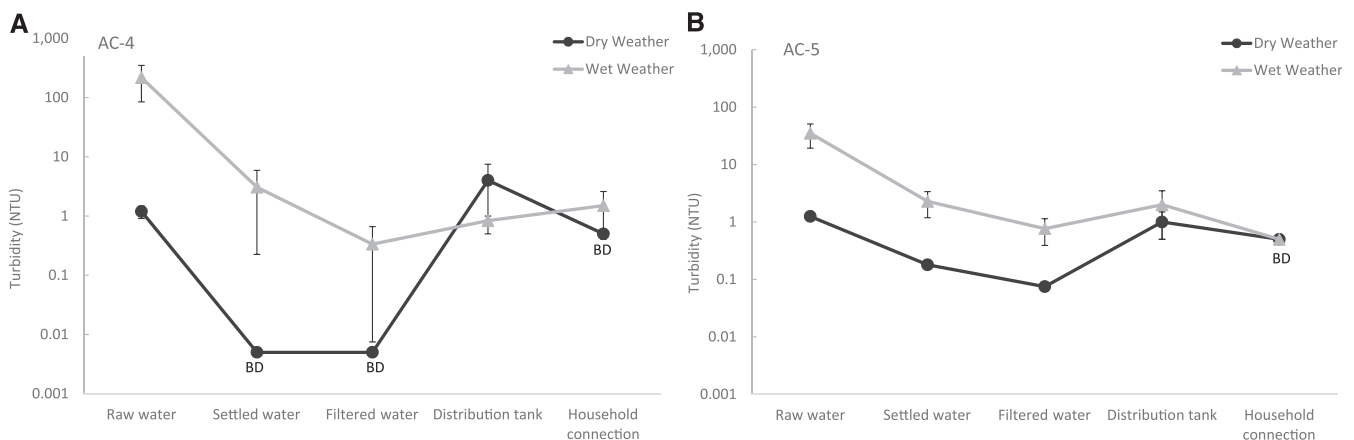 A
AC-4
Dry Weather
Wet Weather
Turbidity (NTU)
1,000
100
10
1
0.1
0.01
0.001
BD
BD
BD
Raw water
Settled water
Filtered water
Distribution tank
Household
connection
B
AC-5
Dry Weather
Wet Weather
Turbidity (NTU)
1,000
100
10
1
0.1
0.01
0.001
BD
Raw water
Settled water
Filtered water
Distribution tank
Household
connection